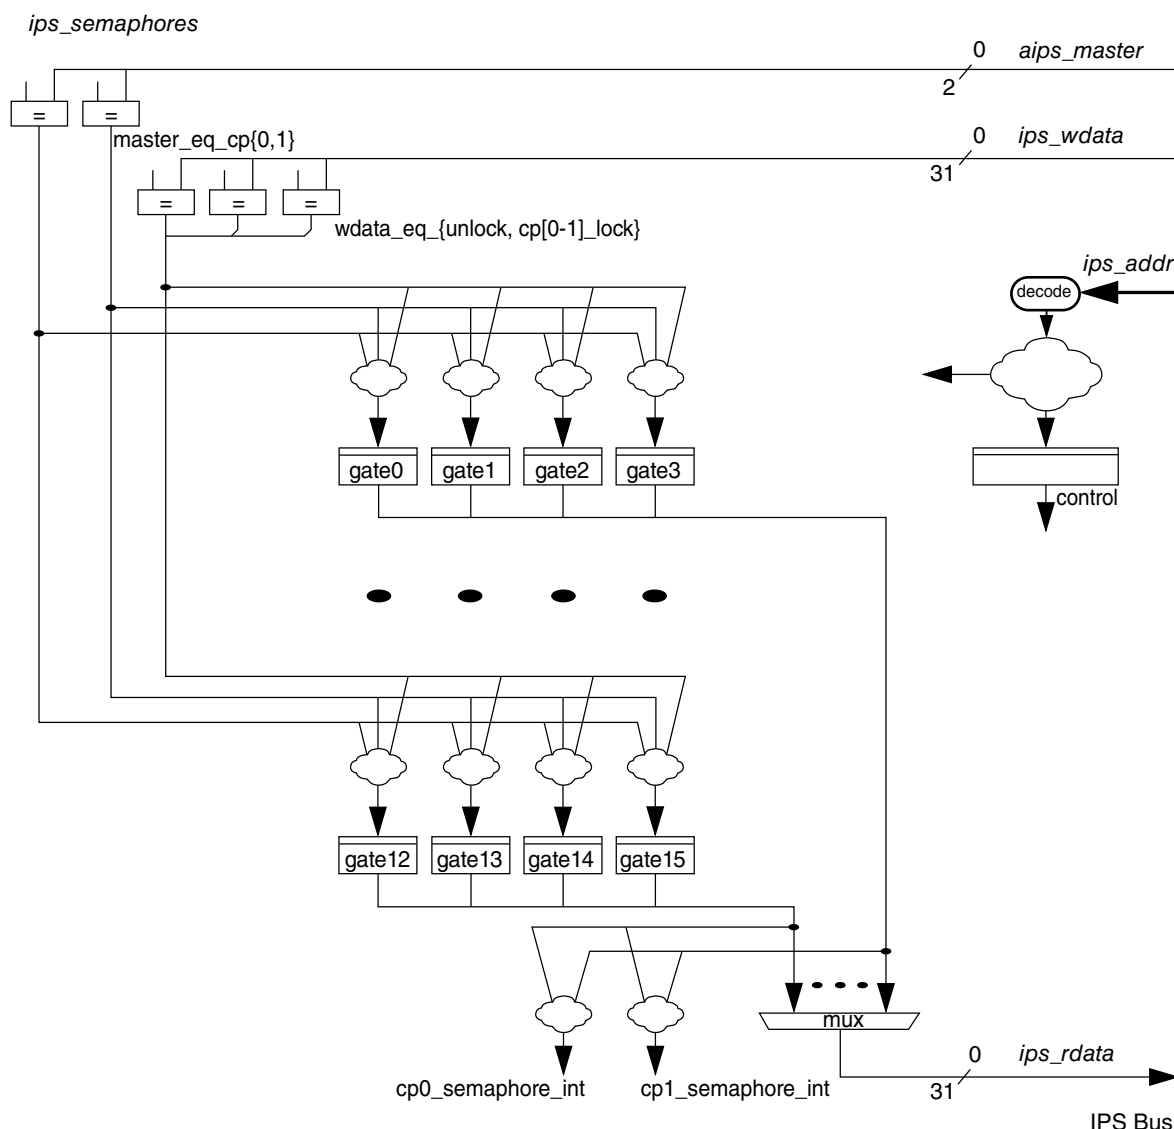 ips_semaphores
0 aips_master
2
= =
master_eq_cp{0,1}
0 ips_wdata
31
= = =
wdata_eq_{unlock, cp[0-1]_lock}
ips_addr
decode
gate0 gate1 gate2 gate3
control
gate12 gate13 gate14 gate15
mux
0 ips_rdata
31
cp0_semaphore_int cp1_semaphore_int
IPS Bus